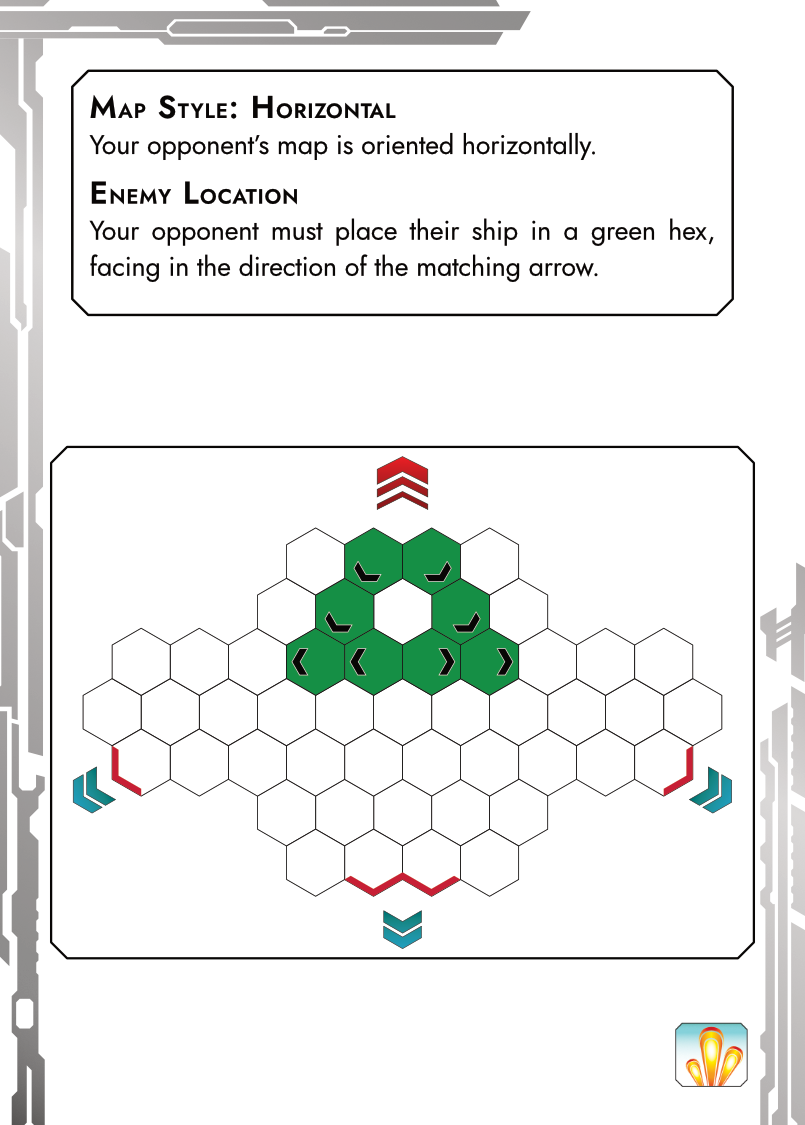 Map Style: Horizontal
Your opponent's map is oriented horizontally.
Enemy Location
Your opponent must place their ship in a green hex,
facing in the direction of the matching arrow.